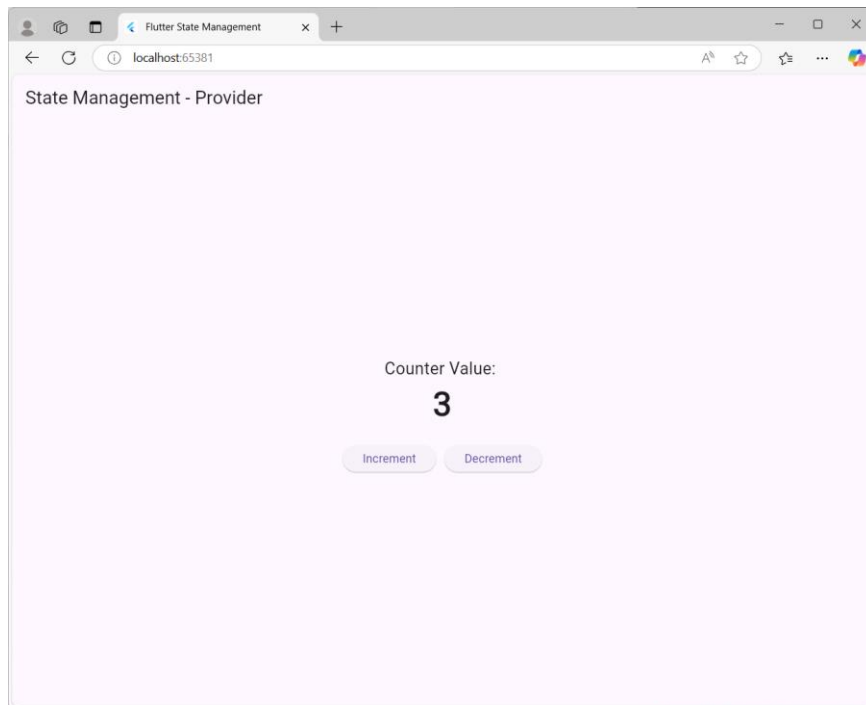 Flutter State Management
localhost:65381
State Management - Provider
Counter Value:
3
Increment Decrement